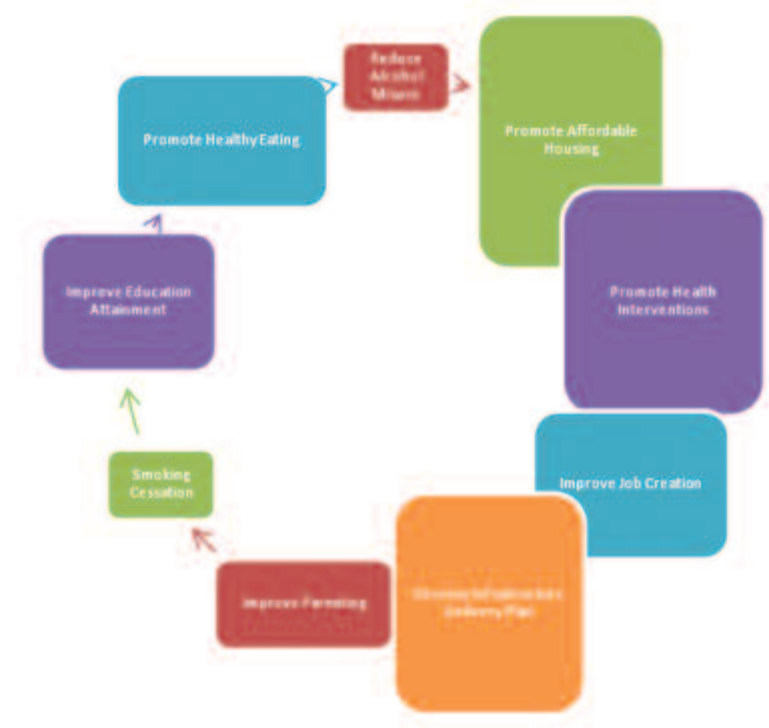 Reduce
Alcohol
Misuse
Promote Affordable
Housing
Promote Healthy Eating
Promote Health
Interventions
Improve Education
Attainment
Improve Job Creation
Smoking
Cessation
Improve Parenting